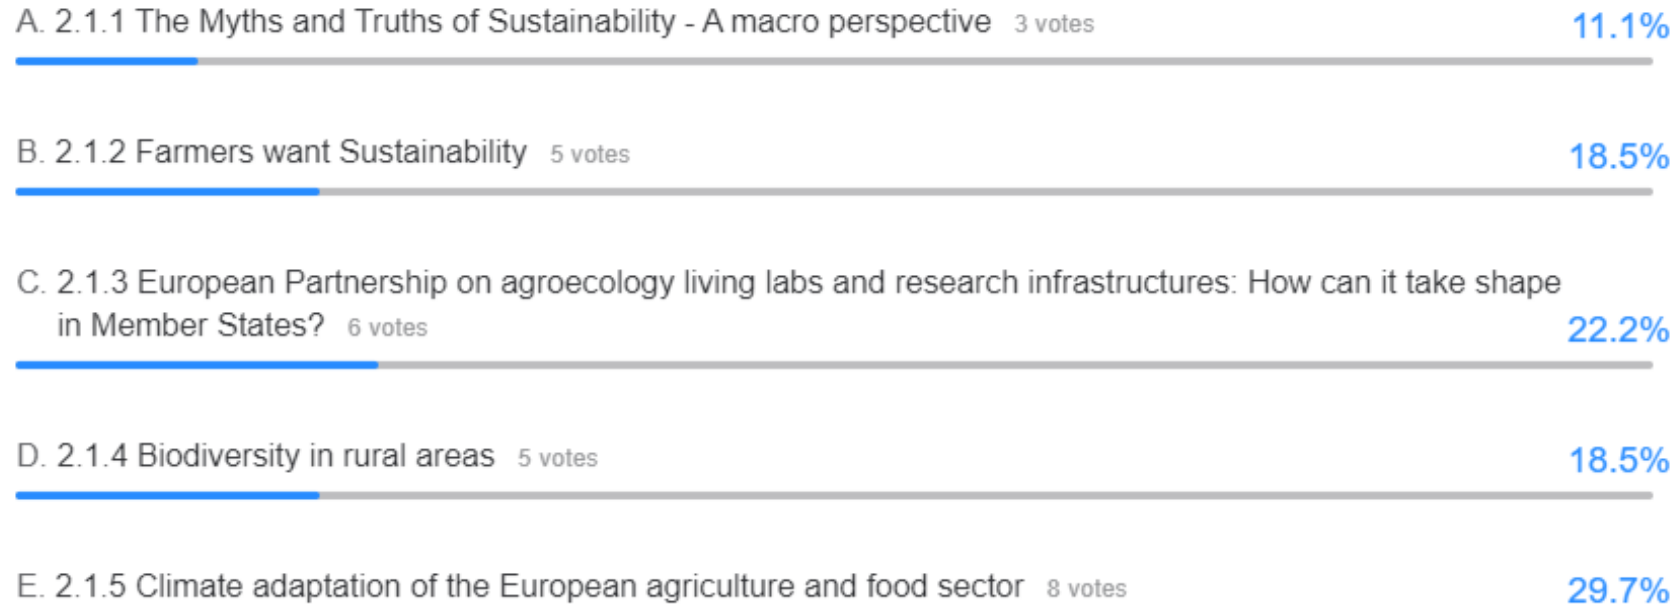 A. 2.1.1 The Myths and Truths of Sustainability - A macro perspective 3 votes 11.1%
B. 2.1.2 Farmers want Sustainability 5 votes 18.5%
C. 2.1.3 European Partnership on agroecology living labs and research infrastructures: How can it take shape
in Member States? 6 votes 22.2%
D. 2.1.4 Biodiversity in rural areas 5 votes 18.5%
E. 2.1.5 Climate adaptation of the European agriculture and food sector 8 votes 29.7%